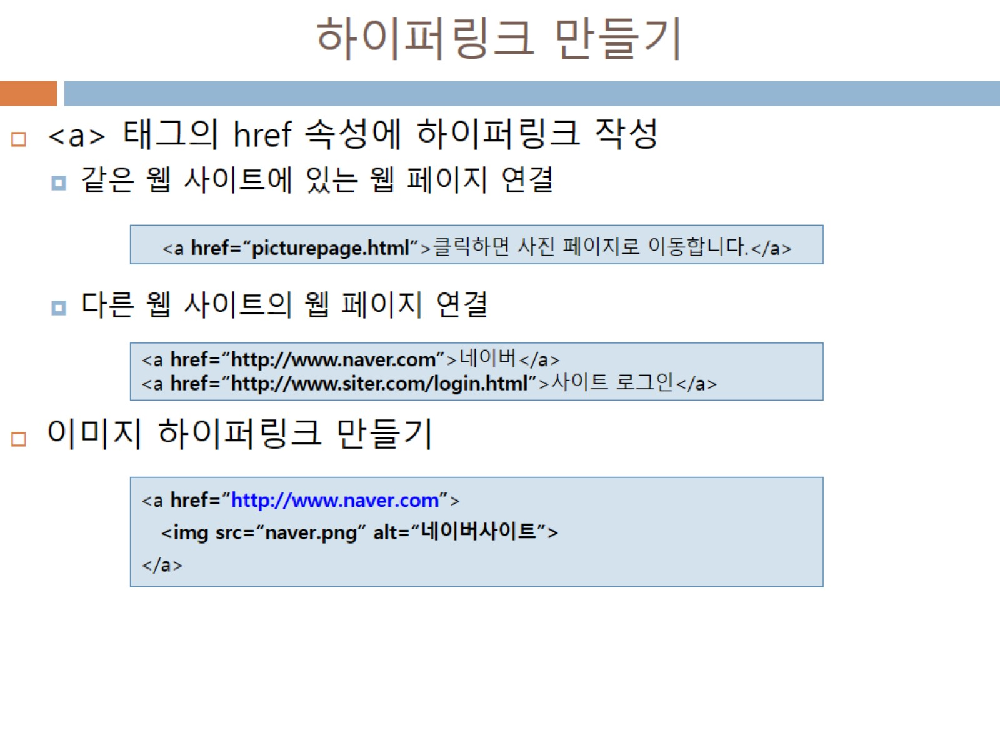 하이퍼링크 만들기
<a> 태그의 href 속성에 하이퍼링크 작성
같은 웹 사이트에 있는 웹 페이지 연결
<a href=“picturepage.html”>클릭하면 사진 페이지로 이동합니다.</a>
다른 웹 사이트의 웹 페이지 연결
<a href=“http://www.naver.com”>네이버</a>
<a href=“http://www.siter.com/login.html”>사이트 로그인</a>
이미지 하이퍼링크 만들기
<a href=“http://www.naver.com”>
<img src=“naver.png” alt=“네이버사이트”>
</a>